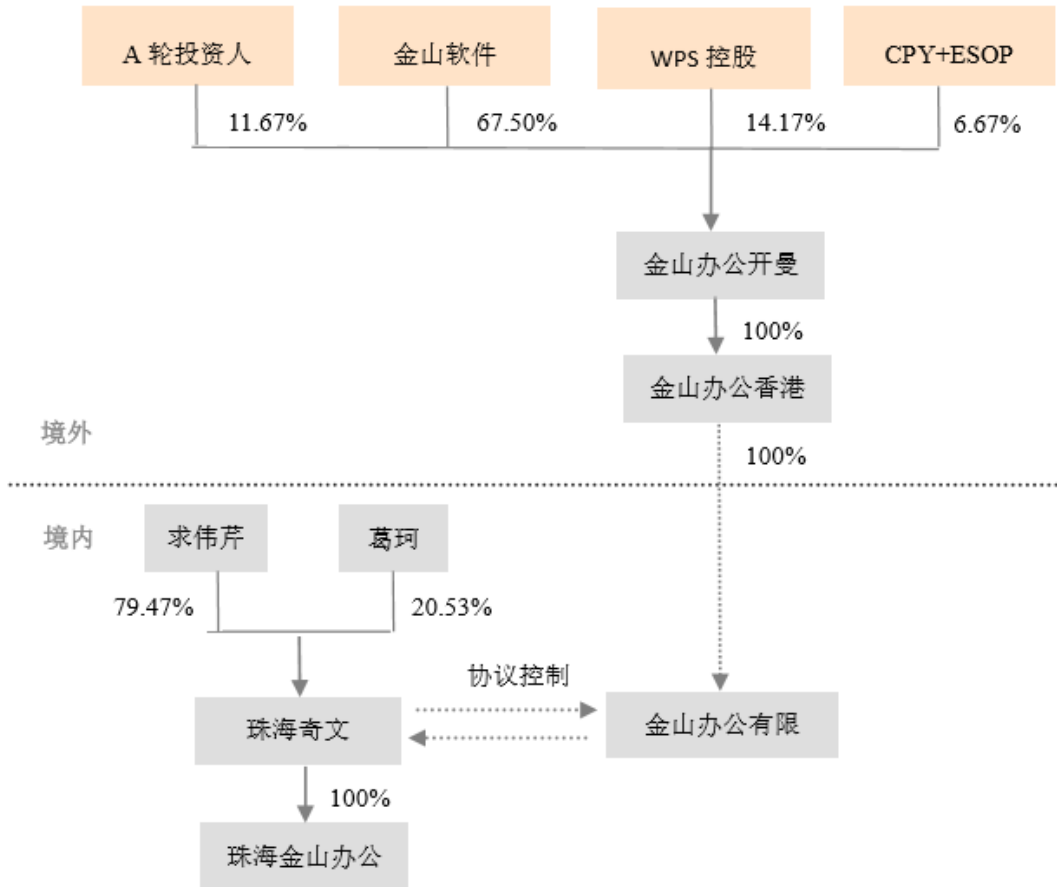 A 轮投资人
金山软件
WPS 控股
CPY+ESOP
11.67%
67.50%
14.17%
6.67%
金山办公开曼
100%
金山办公香港
境外
100%
境内
求伟芹
葛珂
79.47%
20.53%
协议控制
珠海奇文
金山办公有限
100%
珠海金山办公